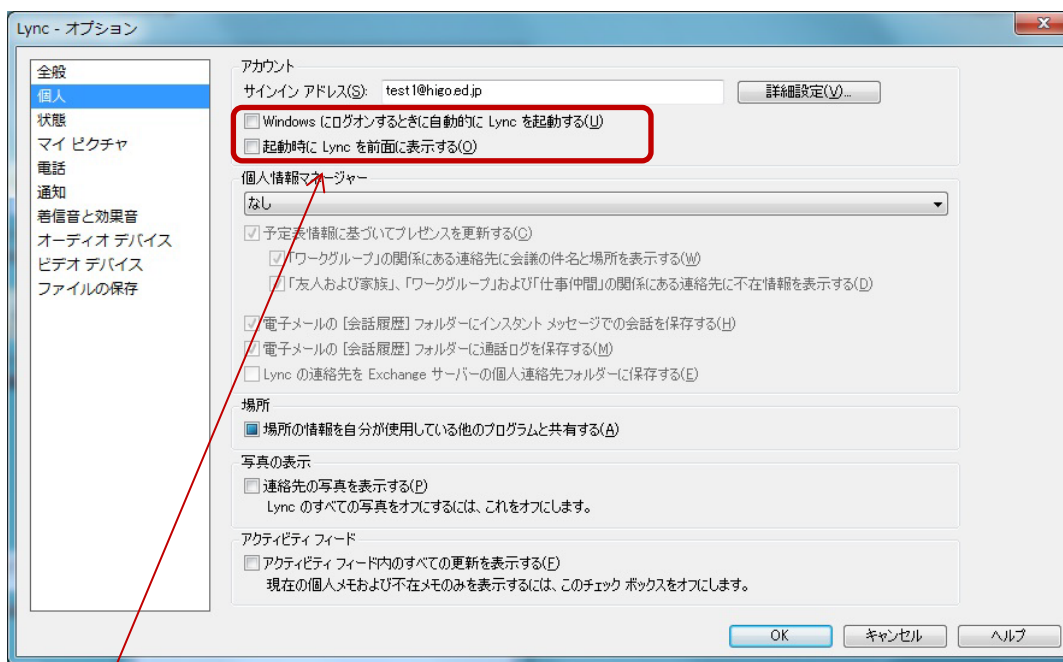 Lync - オプション
全般
個人
状態
マイ ピクチャ
電話
通知
着信音と効果音
オーディオ デバイス
ビデオ デバイス
ファイルの保存
アカウント
サインイン アドレス(S): test1@higo.ed.jp 詳細設定(V)...
Windows にログオンするときに自動的に Lync を起動する(U)
起動時に Lync を前面に表示する(O)
個人情報マネージャー
なし
予定表情報に基づいてプレゼンスを更新する(C)
「ワークグループ」の関係にある連絡先に会議の件名と場所を表示する(W)
「友人および家族」、「ワークグループ」および「仕事仲間」の関係にある連絡先に不在情報を表示する(D)
電子メールの [会話履歴] フォルダーにインスタント メッセージでの会話を保存する(H)
電子メールの [会話履歴] フォルダーに通話ログを保存する(M)
Lync の連絡先を Exchange サーバーの個人連絡先フォルダーに保存する(E)
場所
場所の情報を自分が使用している他のプログラムと共有する(A)
写真の表示
連絡先の写真を表示する(P)
Lync のすべての写真をオフにするには、これをオフにします。
アクティビティ フィード
アクティビティ フィード内のすべての更新を表示する(F)
現在の個人メモおよび不在メモのみを表示するには、このチェック ボックスをオフにします。
OK キャンセル ヘルプ